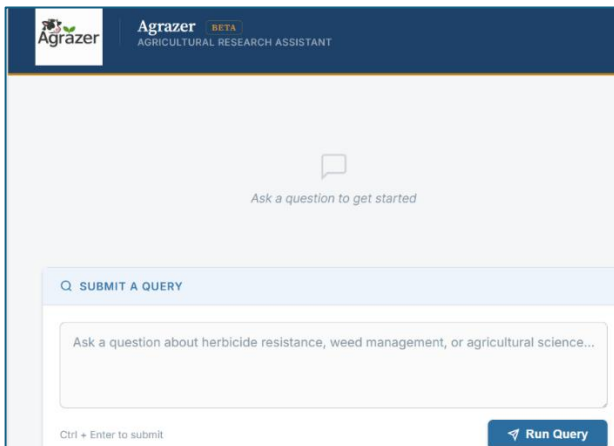 Agrazer
Agrazer BETA
AGRICULTURAL RESEARCH ASSISTANT
Ask a question to get started
SUBMIT A QUERY
Ask a question about herbicide resistance, weed management, or agricultural science...
Ctrl + Enter to submit
Run Query